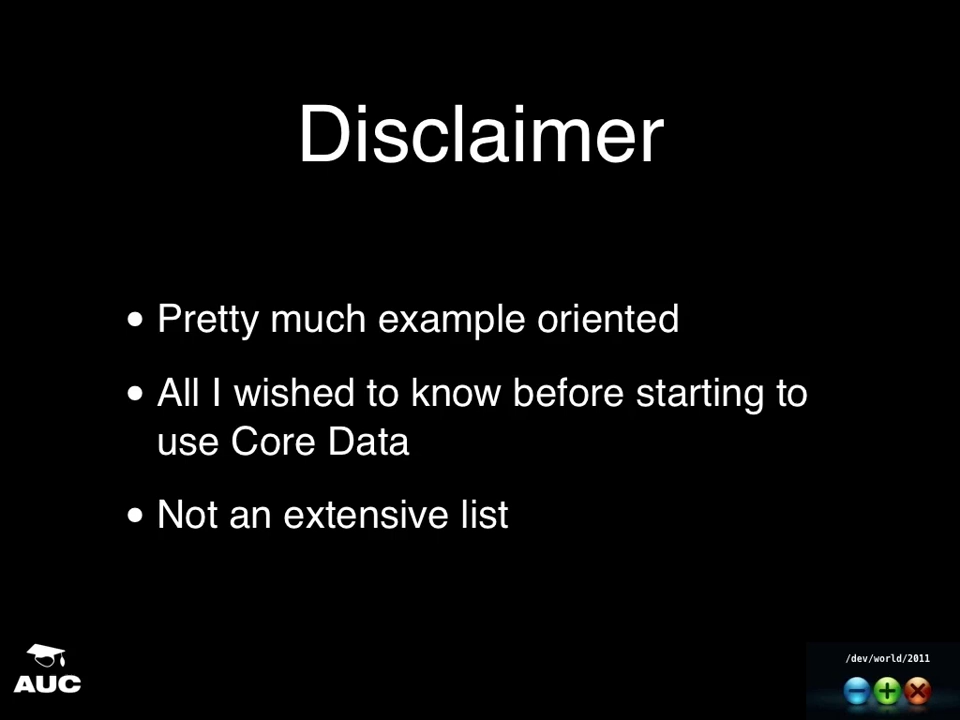 Disclaimer
• Pretty much example oriented
• All I wished to know before starting to
use Core Data
• Not an extensive list
AUC
/dev/world/2011